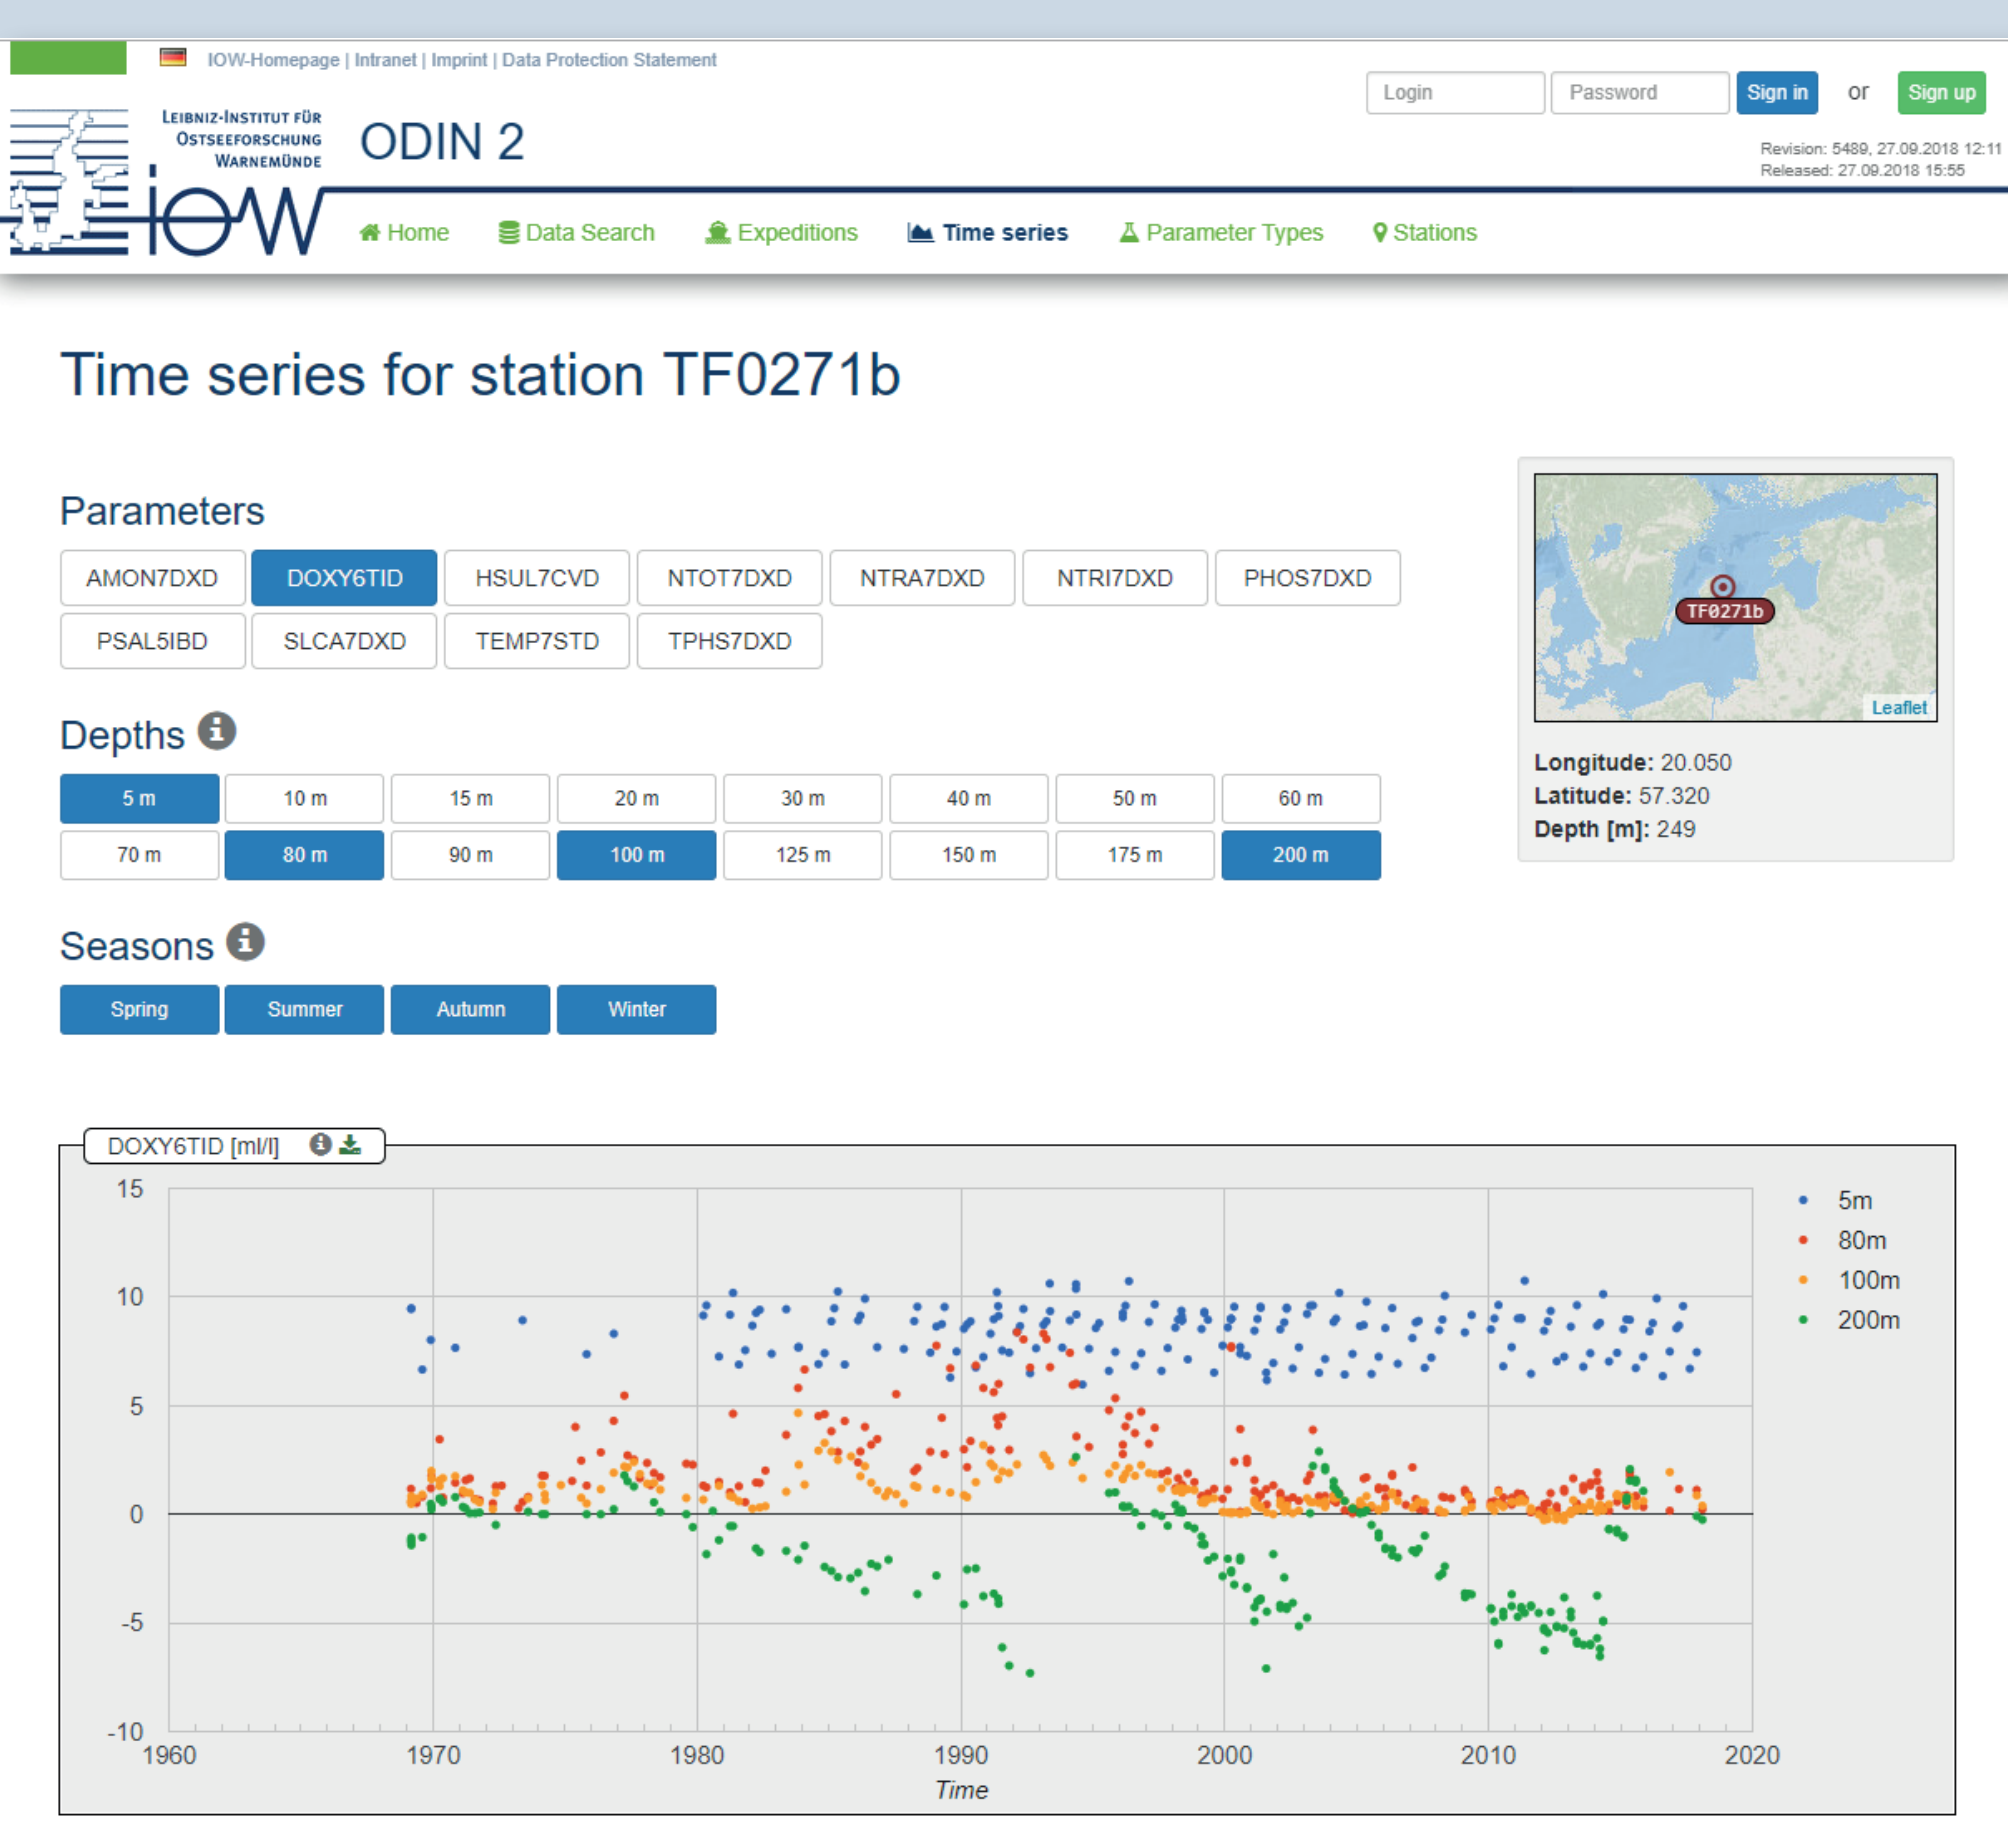 IOW-Homepage | Intranet | Imprint | Data Protection Statement
Login Password Sign in or Sign up
LEIBNIZ-INSTITUT FÜR
OSTSEEFORSCHUNG
WARNEMÜNDE
ODIN 2
Revision: 5489, 27.09.2018 12:11
Released: 27.09.2018 15:55
IOW
Home Data Search Expeditions Time series Parameter Types Stations
Time series for station TF0271b
Parameters
AMON7DXD DOXY6TID HSUL7CVD NTOT7DXD NTRA7DXD NTRI7DXD PHOS7DXD
PSAL5IBD SLCA7DXD TEMP7STD TPHS7DXD
TF0271b
Leaflet
Longitude: 20.050
Latitude: 57.320
Depth [m]: 249
Depths
5 m 10 m 15 m 20 m 30 m 40 m 50 m 60 m
70 m 80 m 90 m 100 m 125 m 150 m 175 m 200 m
Seasons
Spring Summer Autumn Winter
DOXY6TID [ml/l]
15
10
5
0
-5
-10
1960 1970 1980 1990 2000 2010 2020
Time
5m
80m
100m
200m